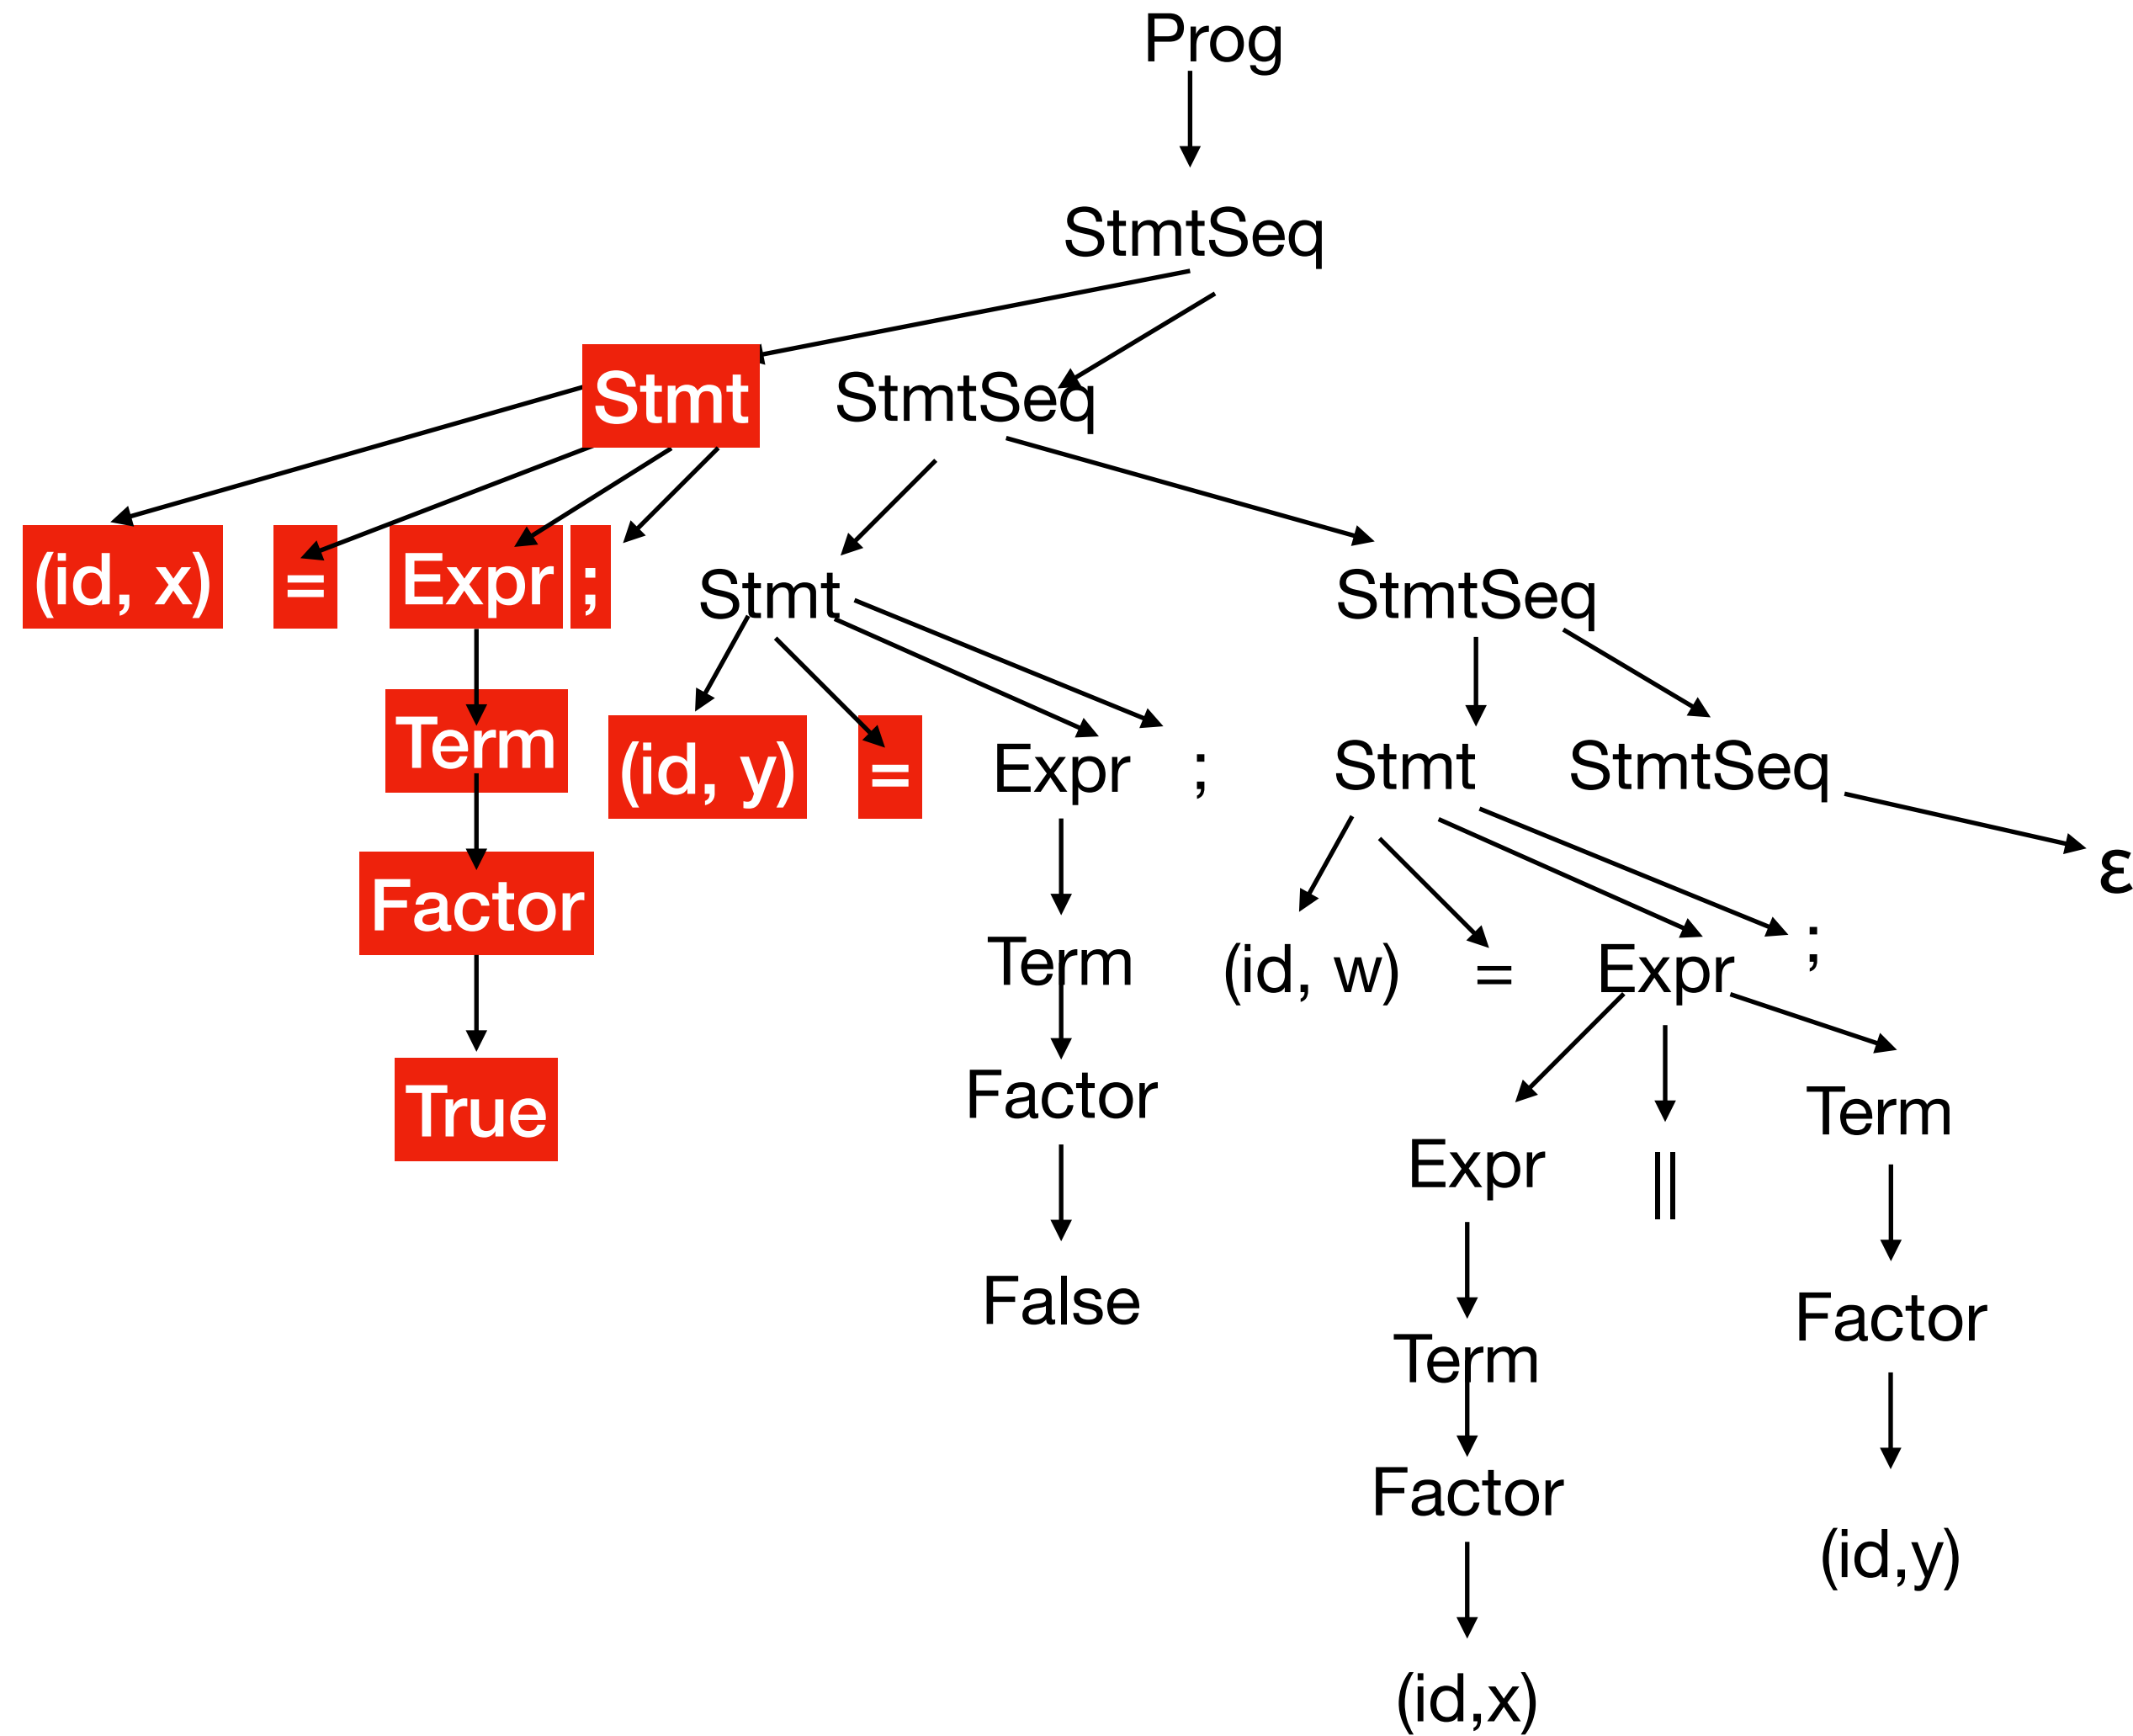 Prog
StmtSeq
Stmt StmtSeq
(id, x) = Expr ; Stmt StmtSeq
Term (id, y) = Expr ; Stmt StmtSeq
Factor ε
Term (id, w) = Expr ;
True Factor Expr || Term
False Term Factor
Factor (id,y)
(id,x)